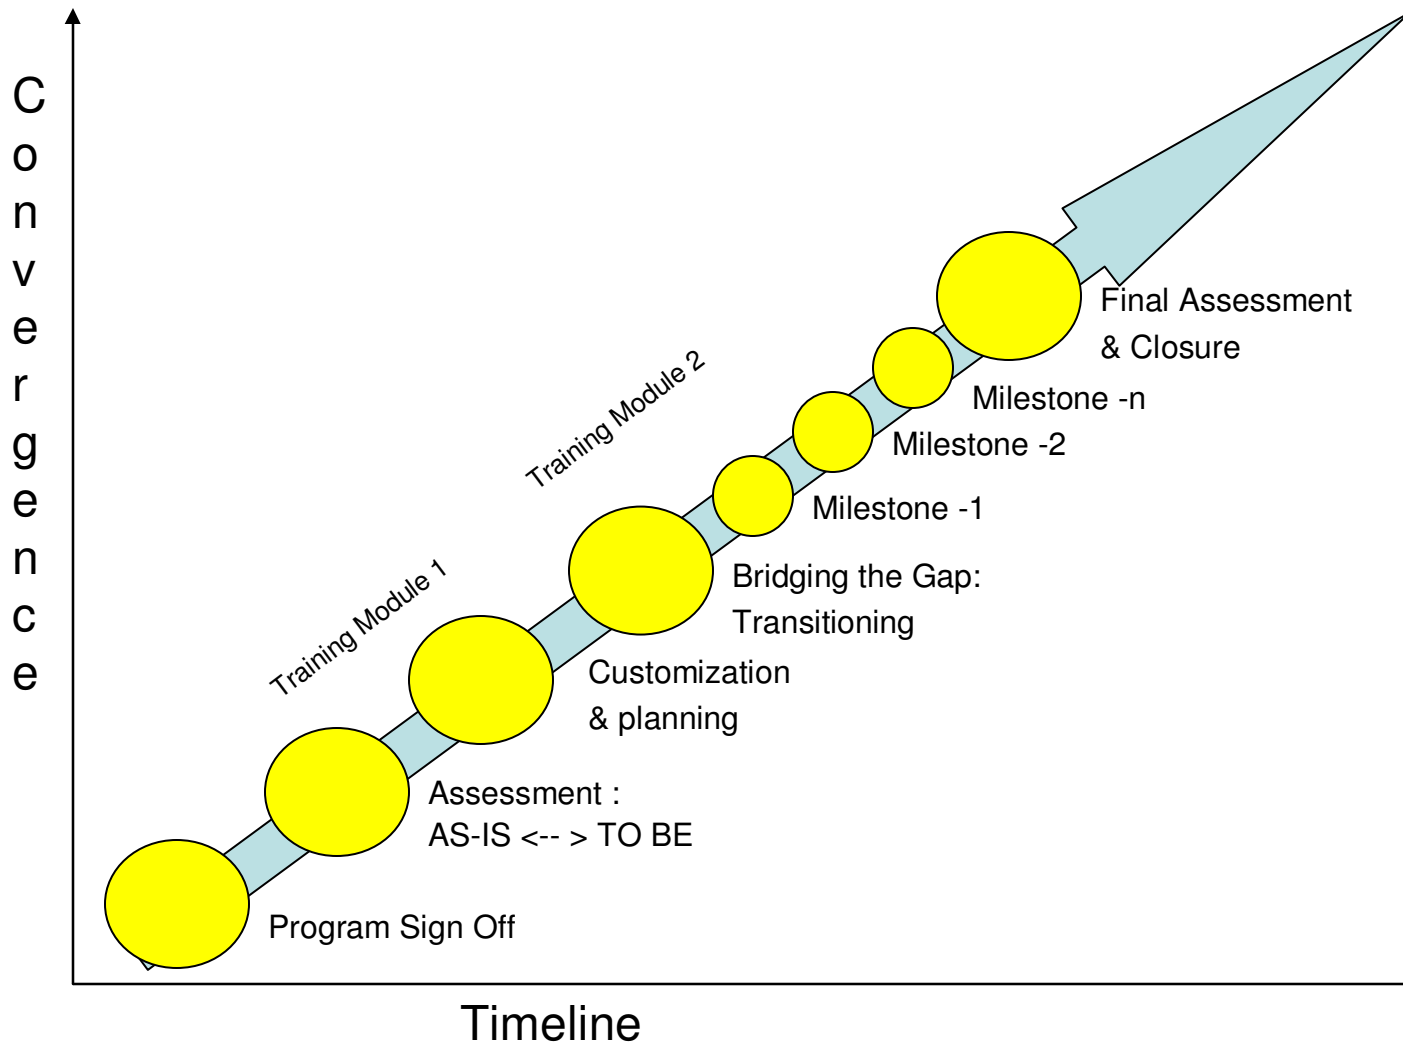 Convergence
Final Assessment
& Closure
Milestone -n
Milestone -2
Milestone -1
Training Module 2
Bridging the Gap:
Transitioning
Training Module 1
Customization
& planning
Assessment :
AS-IS <-- > TO BE
Program Sign Off
Timeline